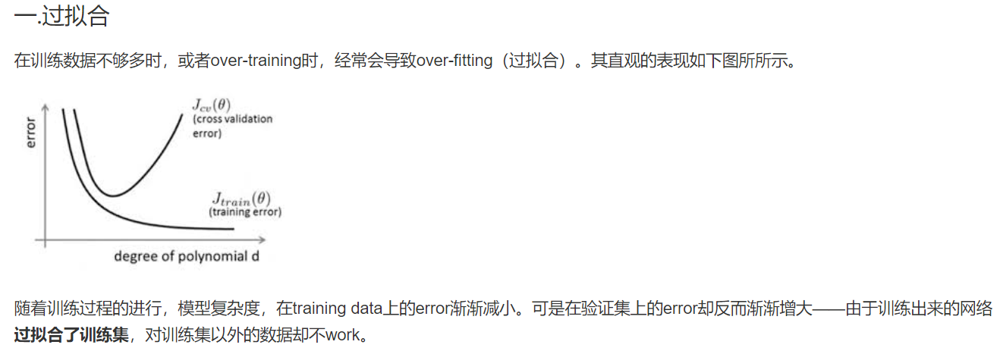 一.过拟合
在训练数据不够多时，或者over-training时，经常会导致over-fitting（过拟合）。其直观的表现如下图所所示。
error
J_{cv}(θ)
(cross validation
error)
J_{train}(θ)
(training error)
degree of polynomial d
随着训练过程的进行，模型复杂度，在training data上的error渐渐减小。可是在验证集上的error却反而渐渐增大——由于训练出来的网络
过拟合了训练集，对训练集以外的数据却不work。